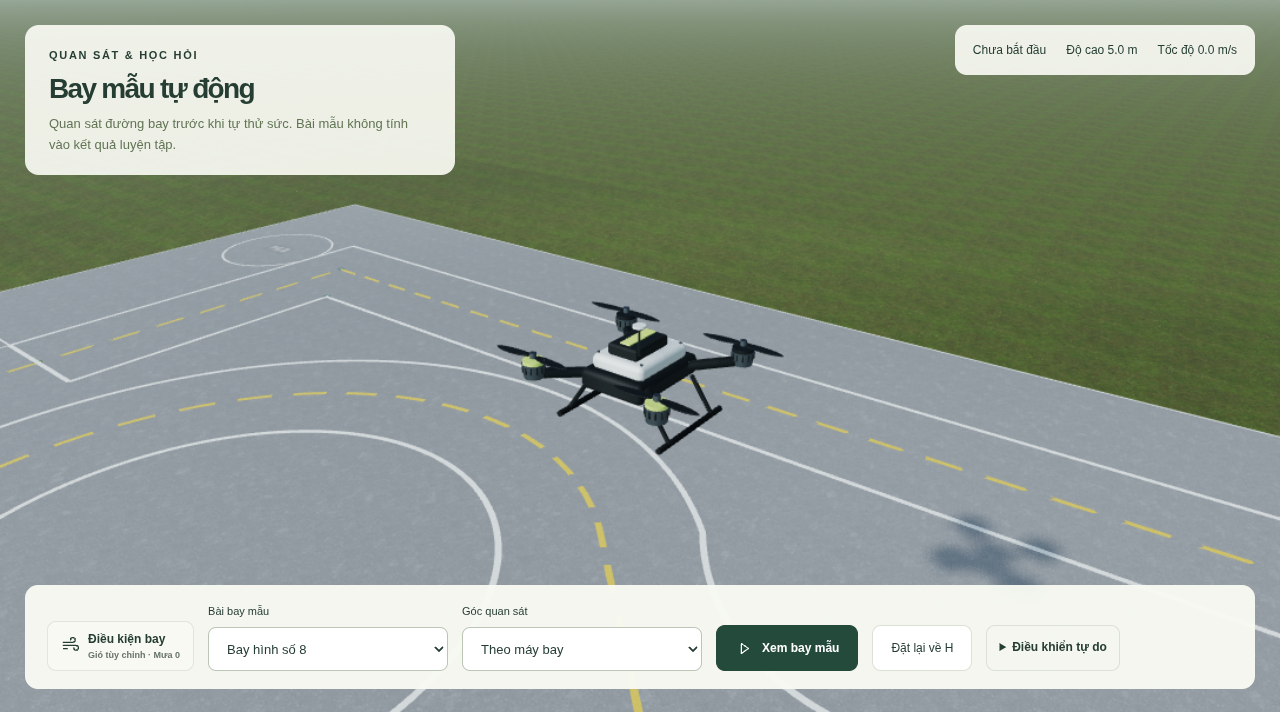 QUAN SÁT & HỌC HỎI
Bay mẫu tự động
Quan sát đường bay trước khi tự thử sức. Bài mẫu không tính
vào kết quả luyện tập.
Chưa bắt đầu Độ cao 5.0 m Tốc độ 0.0 m/s
Điều kiện bay
Gió tùy chỉnh · Mưa 0
Bài bay mẫu
Bay hình số 8
Góc quan sát
Theo máy bay
Xem bay mẫu
Đặt lại về H
Điều khiển tự do